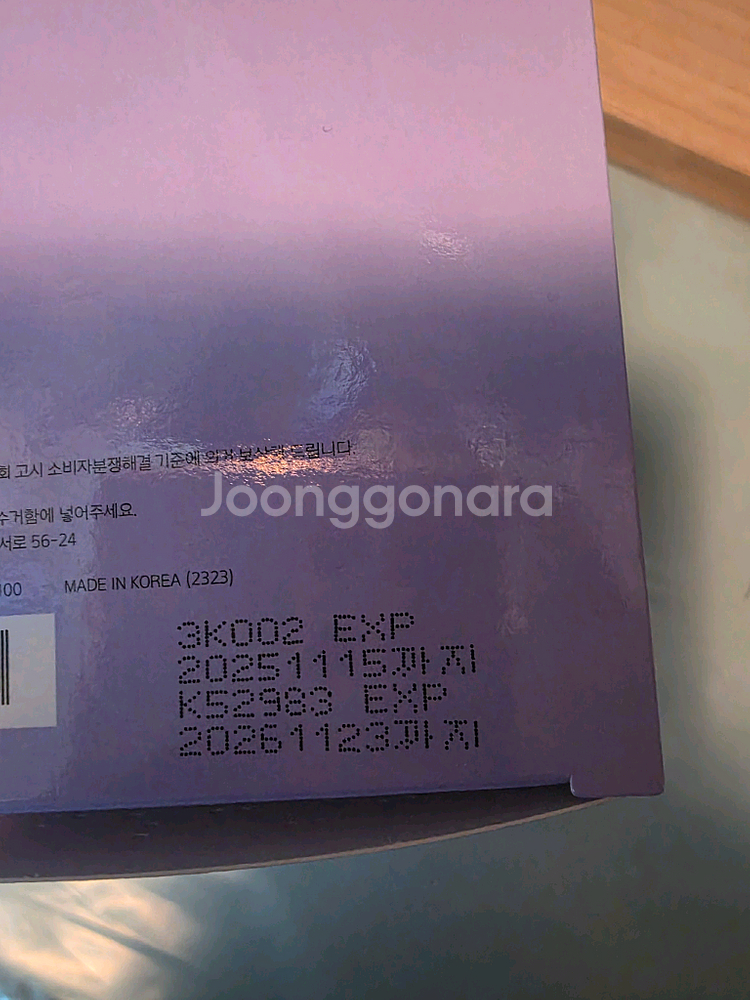 회 고시 소비자분쟁해결 기준에 의거 보상해 드립니다.
Joonggonara
수거함에 넣어주세요.
서로 56-24
00 MADE IN KOREA (2323)
3K002 EXP
20251115까지
K52983 EXP
20261123까지